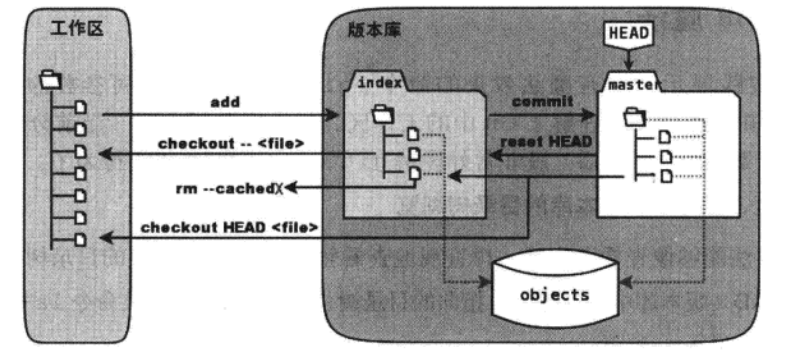 工作区
版本库
HEAD
index
master
add
commit
checkout -- <file>
reset HEAD
rm --cached
checkout HEAD <file>
objects